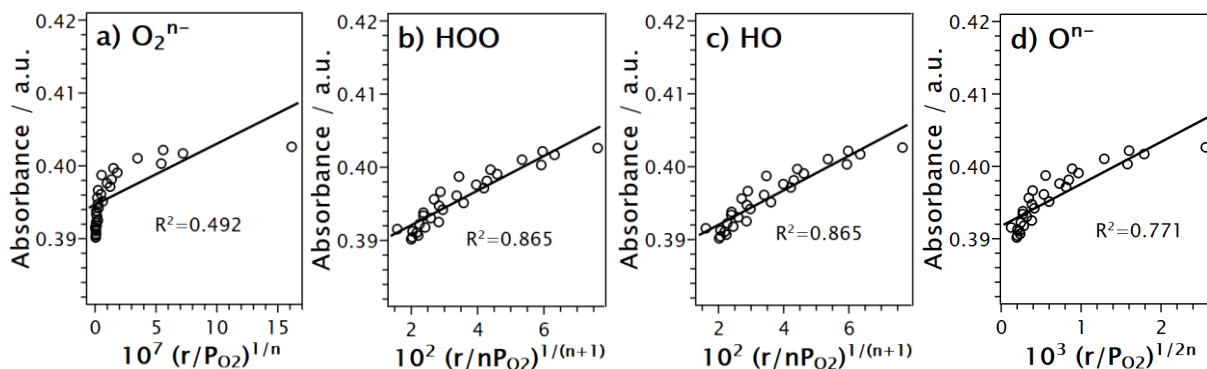 a) O₂ⁿ⁻
Absorbance / a.u.
0.42
0.41
0.40
0.39
R²=0.492
0 5 10 15
10⁷ (r/P_O2)^1/n
b) HOO
Absorbance / a.u.
0.42
0.41
0.40
0.39
R²=0.865
2 4 6
10² (r/nP_O2)^1/(n+1)
c) HO
Absorbance / a.u.
0.42
0.41
0.40
0.39
R²=0.865
2 4 6
10² (r/nP_O2)^1/(n+1)
d) Oⁿ⁻
Absorbance / a.u.
0.42
0.41
0.40
0.39
R²=0.771
0 1 2
10³ (r/P_O2)^1/2n